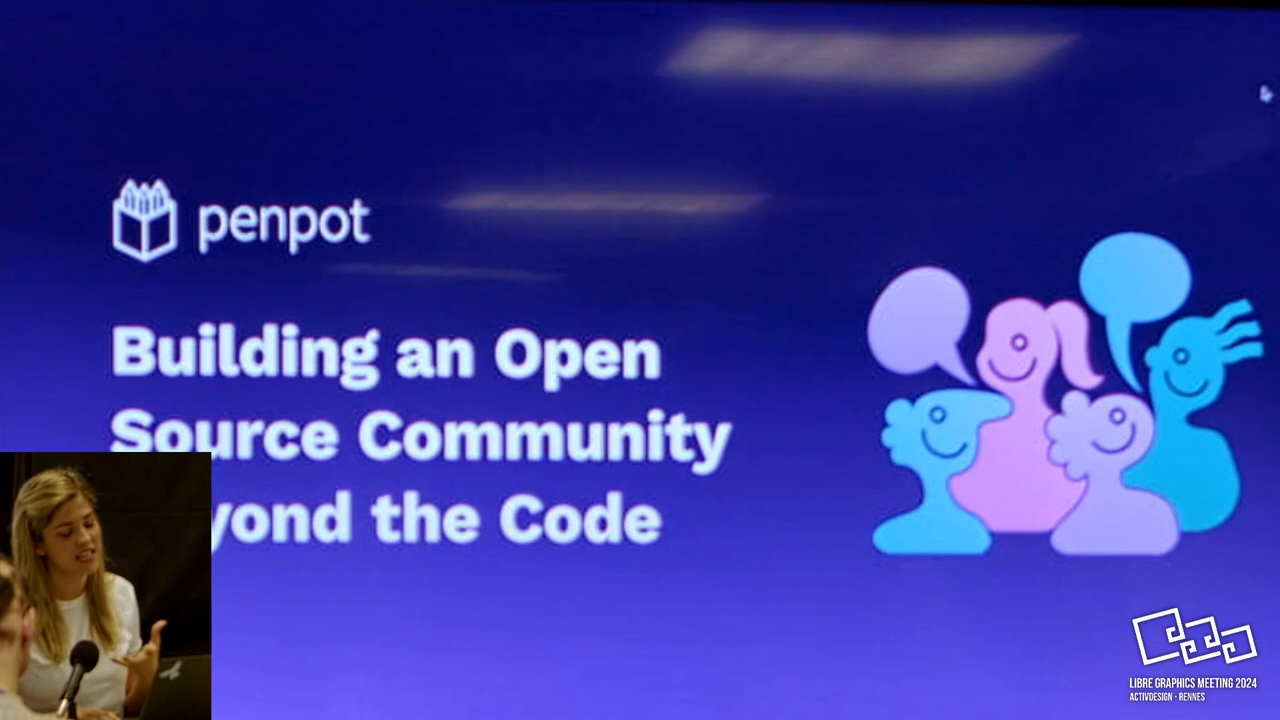 penpot
Building an Open
Source Community
yond the Code
LIBRE GRAPHICS MEETING 2024
ACTIVDESIGN - RENNES